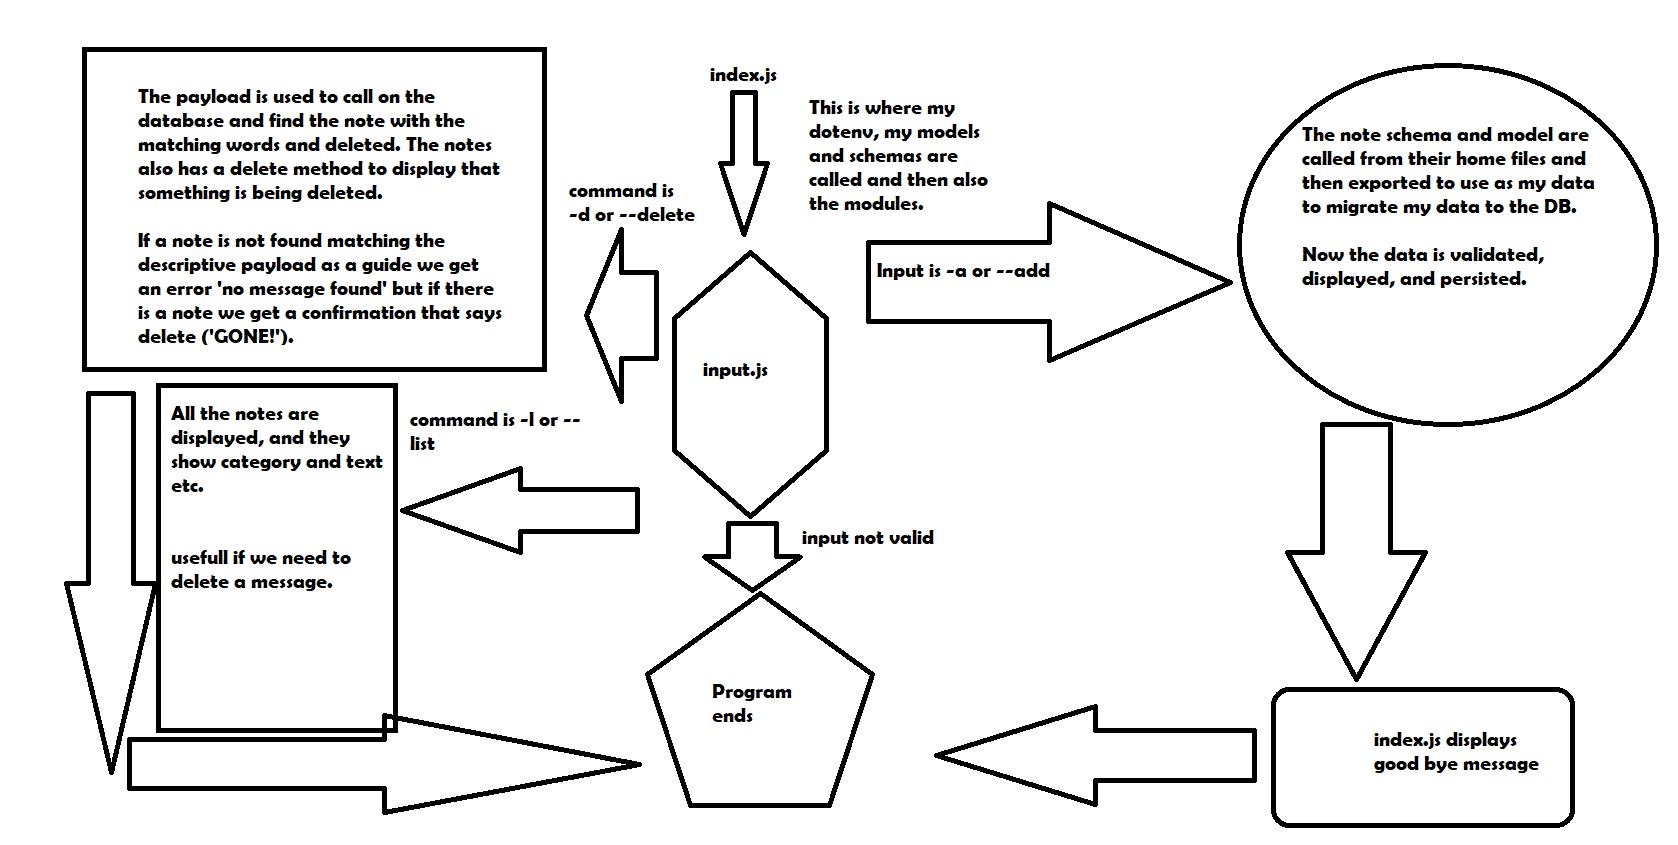 index.js
This is where my
dotenv, my models
and schemas are
called and then also
the modules.
The payload is used to call on the
database and find the note with the
matching words and deleted. The notes
also has a delete method to display that
something is being deleted.
If a note is not found matching the
descriptive payload as a guide we get
an error 'no message found' but if there
is a note we get a confirmation that says
delete ('GONE!').
command is
-d or --delete
Input is -a or --add
The note schema and model are
called from their home files and
then exported to use as my data
to migrate my data to the DB.
Now the data is validated,
displayed, and persisted.
input.js
All the notes are
displayed, and they
show category and text
etc.
usefull if we need to
delete a message.
command is -l or --
list
input not valid
Program
ends
index.js displays
good bye message